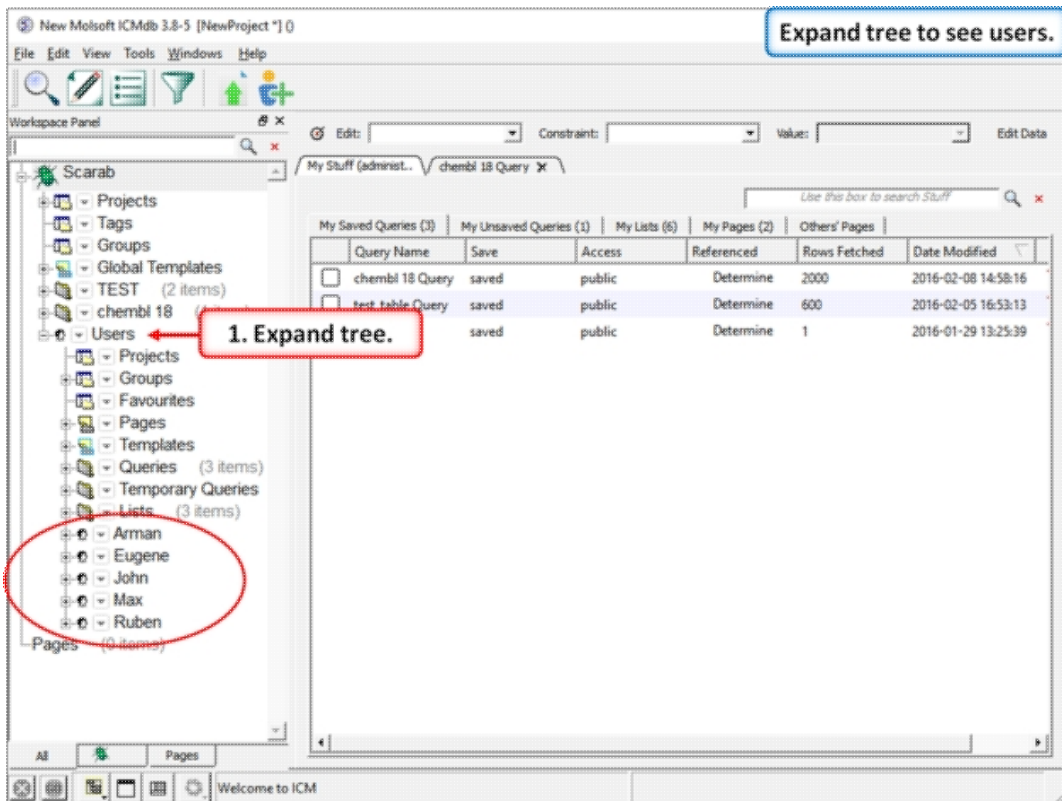 New Molsoft ICMdb 3.8-5 [NewProject *] ()
Expand tree to see users.
File Edit View Tools Windows Help
Workspace Panel
Edit: Constraint: Value: Edit Data
Scarab
My Stuff (administ.. chembl 18 Query
Projects
Use this box to search Stuff
Tags
My Saved Queries (3) My Unsaved Queries (1) My Lists (6) My Pages (2) Others' Pages
Groups
Query Name Save Access Referenced Rows Fetched Date Modified
Global Templates
chembl 18 Query saved public Determine 2000 2016-02-08 14:58:16
TEST (2 items)
test_table Query saved public Determine 600 2016-02-05 16:53:13
chembl 18
Users
1. Expand tree.
saved public Determine 1 2016-01-29 13:25:39
Projects
Groups
Favourites
Pages
Templates
Queries (3 items)
Temporary Queries
Lists (3 items)
Arman
Eugene
John
Max
Ruben
Pages (0 items)
All Pages
Welcome to ICM